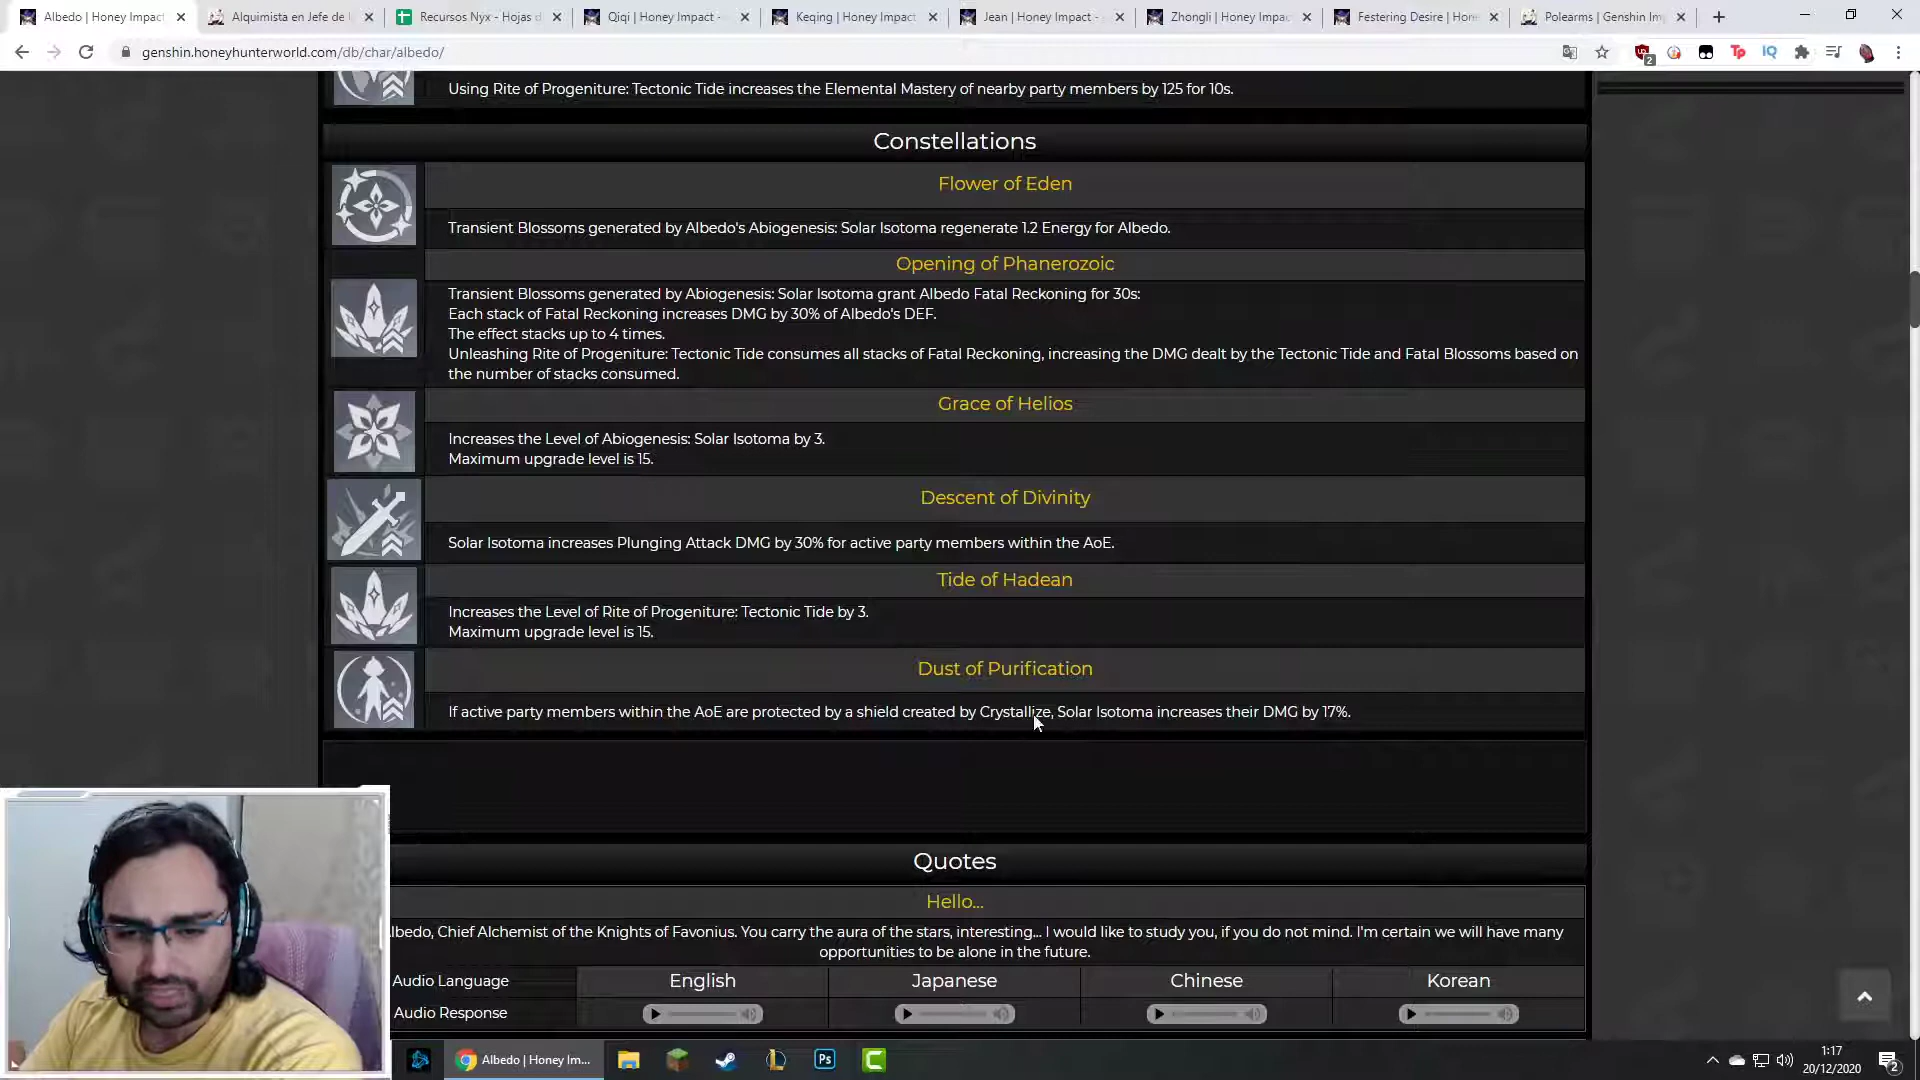 Albedo | Honey Impact
Alquimista en Jefe de
Recursos Nyx - Hojas d
Qiqi | Honey Impact -
Keqing | Honey Impact
Jean | Honey Impact -
Zhongli | Honey Impac
Festering Desire | Hon
Polearms | Genshin Im
genshin.honeyhunterworld.com/db/char/albedo/
Using Rite of Progeniture: Tectonic Tide increases the Elemental Mastery of nearby party members by 125 for 10s.
Constellations
Flower of Eden
Transient Blossoms generated by Albedo's Abiogenesis: Solar Isotoma regenerate 1.2 Energy for Albedo.
Opening of Phanerozoic
Transient Blossoms generated by Abiogenesis: Solar Isotoma grant Albedo Fatal Reckoning for 30s:
Each stack of Fatal Reckoning increases DMG by 30% of Albedo's DEF.
The effect stacks up to 4 times.
Unleashing Rite of Progeniture: Tectonic Tide consumes all stacks of Fatal Reckoning, increasing the DMG dealt by the Tectonic Tide and Fatal Blossoms based on
the number of stacks consumed.
Grace of Helios
Increases the Level of Abiogenesis: Solar Isotoma by 3.
Maximum upgrade level is 15.
Descent of Divinity
Solar Isotoma increases Plunging Attack DMG by 30% for active party members within the AoE.
Tide of Hadean
Increases the Level of Rite of Progeniture: Tectonic Tide by 3.
Maximum upgrade level is 15.
Dust of Purification
If active party members within the AoE are protected by a shield created by Crystallize, Solar Isotoma increases their DMG by 17%.
Quotes
Hello...
lbedo, Chief Alchemist of the Knights of Favonius. You carry the aura of the stars, interesting... I would like to study you, if you do not mind. I'm certain we will have many
opportunities to be alone in the future.
Audio Language English Japanese Chinese Korean
Audio Response
Albedo | Honey Im...
1:17
20/12/2020
2